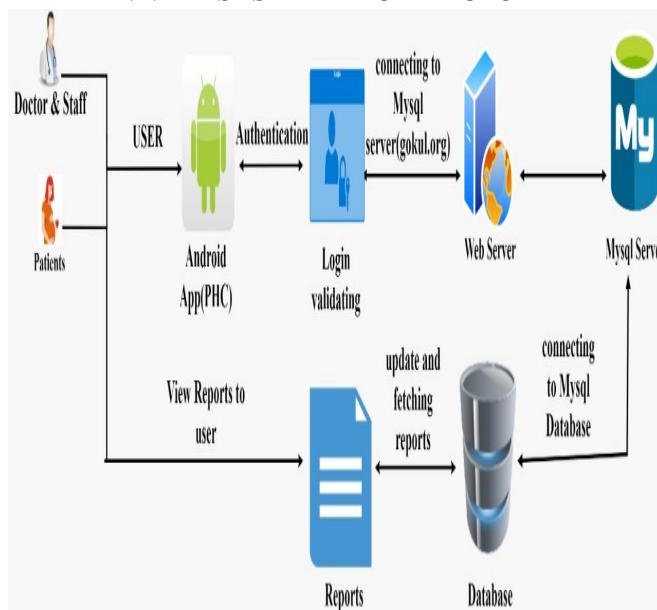 Doctor & Staff
USER
Authentication
connecting to
Mysql
server(gokul.org)
Login
My
Patients
Android
App(PHC)
Login
validating
Web Server
Mysql Serve
View Reports to
user
update and
fetching
reports
connecting
to Mysql
Database
Reports
Database